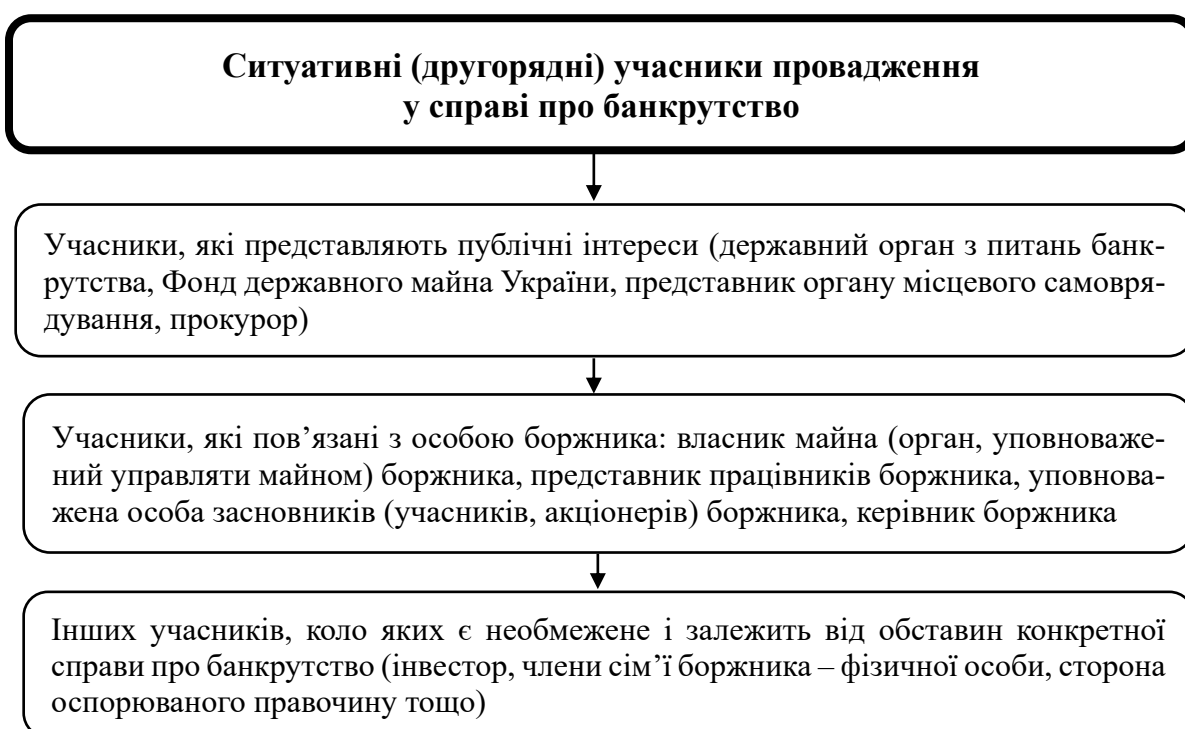 Ситуативні (другорядні) учасники провадження
у справі про банкрутство
Учасники, які представляють публічні інтереси (державний орган з питань банк-
рутства, Фонд державного майна України, представник органу місцевого самовря-
дування, прокурор)
Учасники, які пов’язані з особою боржника: власник майна (орган, уповноваже-
ний управляти майном) боржника, представник працівників боржника, уповнова-
жена особа засновників (учасників, акціонерів) боржника, керівник боржника
Інших учасників, коло яких є необмежене і залежить від обставин конкретної
справи про банкрутство (інвестор, члени сім’ї боржника – фізичної особи, сторона
оспорюваного правочину тощо)